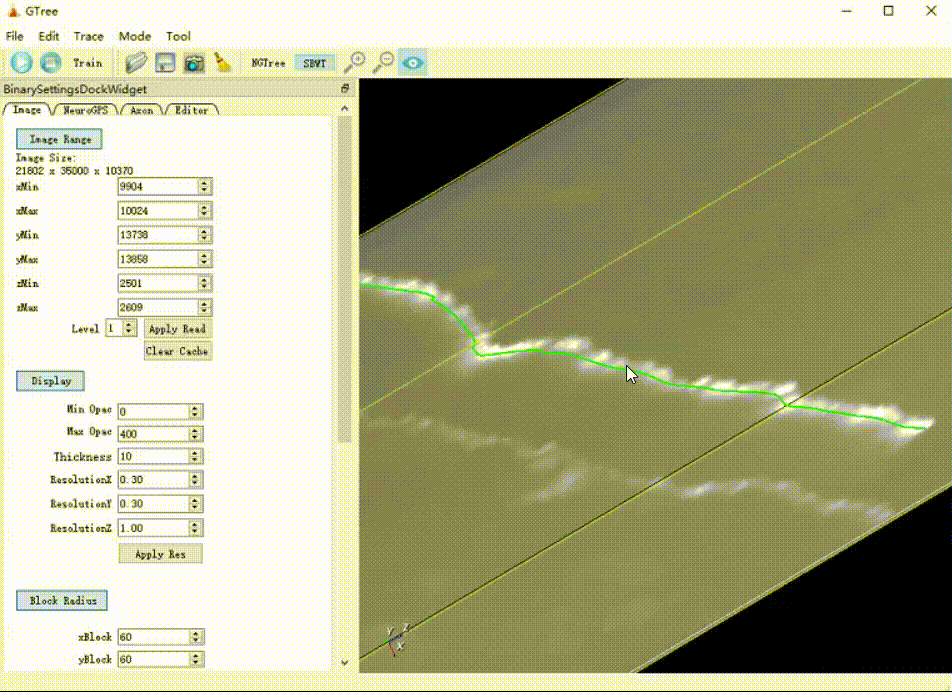 GTree
File Edit Trace Mode Tool
Train NGTree SBWT
BinarySettingsDockWidget
Image NeuroGPS Axon Editor
Image Range
Image Size:
21802 x 35000 x 10370
xMin 9904
xMax 10024
yMin 13738
yMax 13858
zMin 2501
zMax 2609
Level 1 Apply Read
Clear Cache
Display
Min Opac 0
Max Opac 400
Thickness 10
ResolutionX 0.30
ResolutionY 0.30
ResolutionZ 1.00
Apply Res
Block Radius
xBlock 60
yBlock 60
Y Z
X